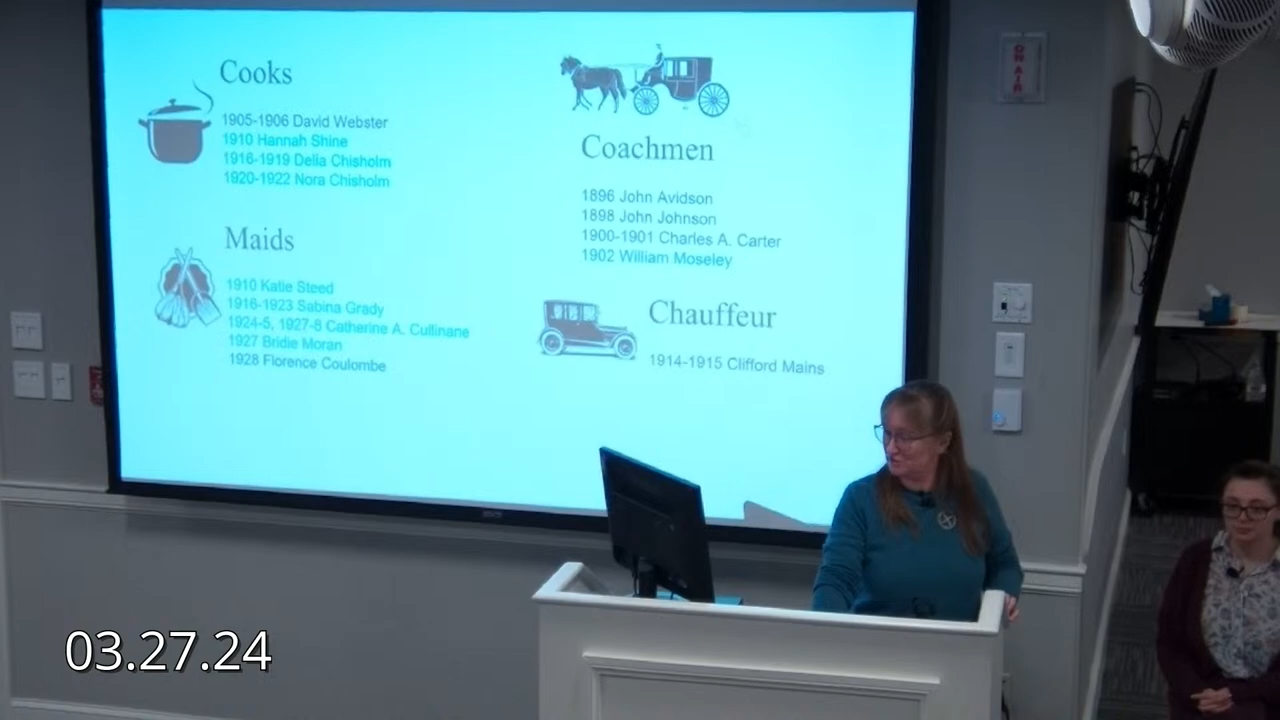 Cooks
1905-1906 David Webster
1910 Hannah Shine
1916-1919 Delia Chisholm
1920-1922 Nora Chisholm
Maids
1910 Katie Steed
1916-1923 Sabina Grady
1924-5, 1927-8 Catherine A. Cullinane
1927 Bridie Moran
1928 Florence Coulombe
Coachmen
1896 John Avidson
1898 John Johnson
1900-1901 Charles A. Carter
1902 William Moseley
Chauffeur
1914-1915 Clifford Mains
ON AIR
03.27.24